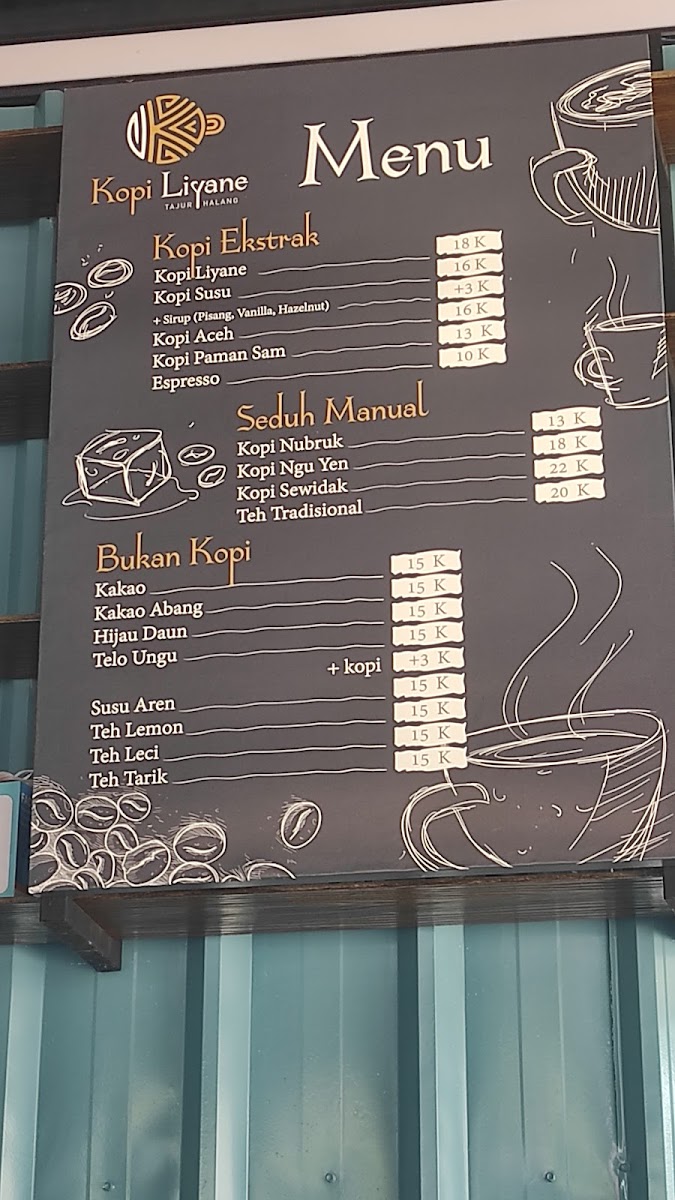 Kopi Liyane
TAJUR HALANG
Menu
Kopi Ekstrak
Kopi Liyane 18 K
Kopi Susu 16 K
+ Sirup (Pisang, Vanilla, Hazelnut) +3 K
Kopi Aceh 16 K
Kopi Paman Sam 13 K
Espresso 10 K
Seduh Manual
Kopi Nubruk 13 K
Kopi Ngu Yen 18 K
Kopi Sewidak 22 K
Teh Tradisional 20 K
Bukan Kopi
Kakao 15 K
Kakao Abang 15 K
Hijau Daun 15 K
Telo Ungu 15 K
+ kopi +3 K
Susu Aren 15 K
Teh Lemon 15 K
Teh Leci 15 K
Teh Tarik 15 K